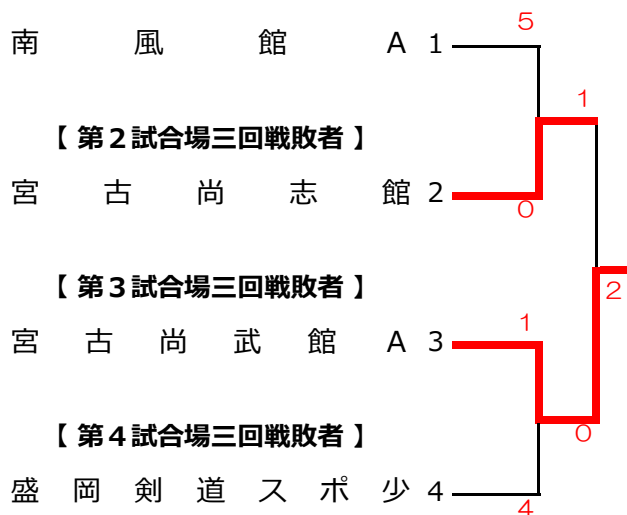 南風館A 1
5
1
【 第2試合場三回戦敗者 】
宮古尚志館 2
0
【 第3試合場三回戦敗者 】
2
宮古尚武館A 3
1
【 第4試合場三回戦敗者 】
0
盛岡剣道スポ少 4
4